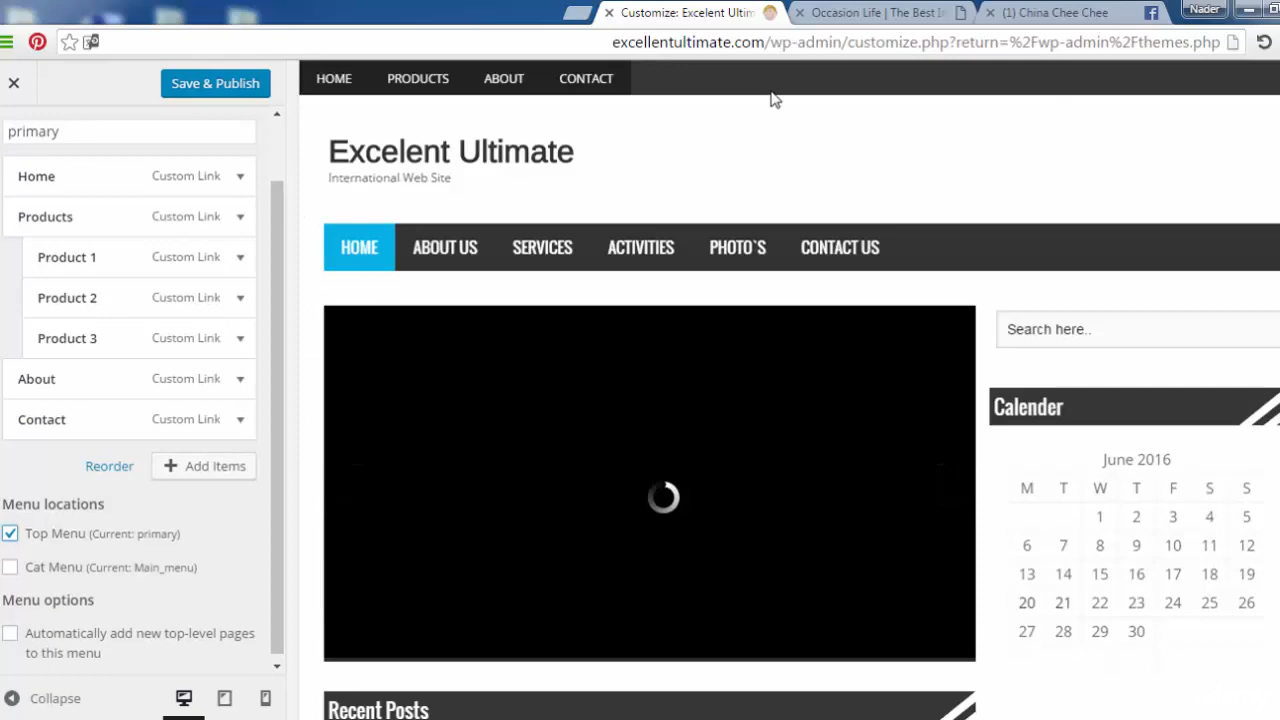 Customize: Excellent Ultim
Occasion Life | The Best I
(1) China Chee Chee
Nader
excellentultimate.com/wp-admin/customize.php?return=%2Fwp-admin%2Fthemes.php
Save & Publish
HOME PRODUCTS ABOUT CONTACT
primary
Home Custom Link
Products Custom Link
Product 1 Custom Link
Product 2 Custom Link
Product 3 Custom Link
About Custom Link
Contact Custom Link
Reorder
Add Items
Menu locations
Top Menu (Current: primary)
Cat Menu (Current: Main_menu)
Menu options
Automatically add new top-level pages
to this menu
Collapse
Excelent Ultimate
International Web Site
HOME ABOUT US SERVICES ACTIVITIES PHOTO`S CONTACT US
Search here..
Calender
June 2016
M T W T F S S
1 2 3 4 5
6 7 8 9 10 11 12
13 14 15 16 17 18 19
20 21 22 23 24 25 26
27 28 29 30
Recent Posts